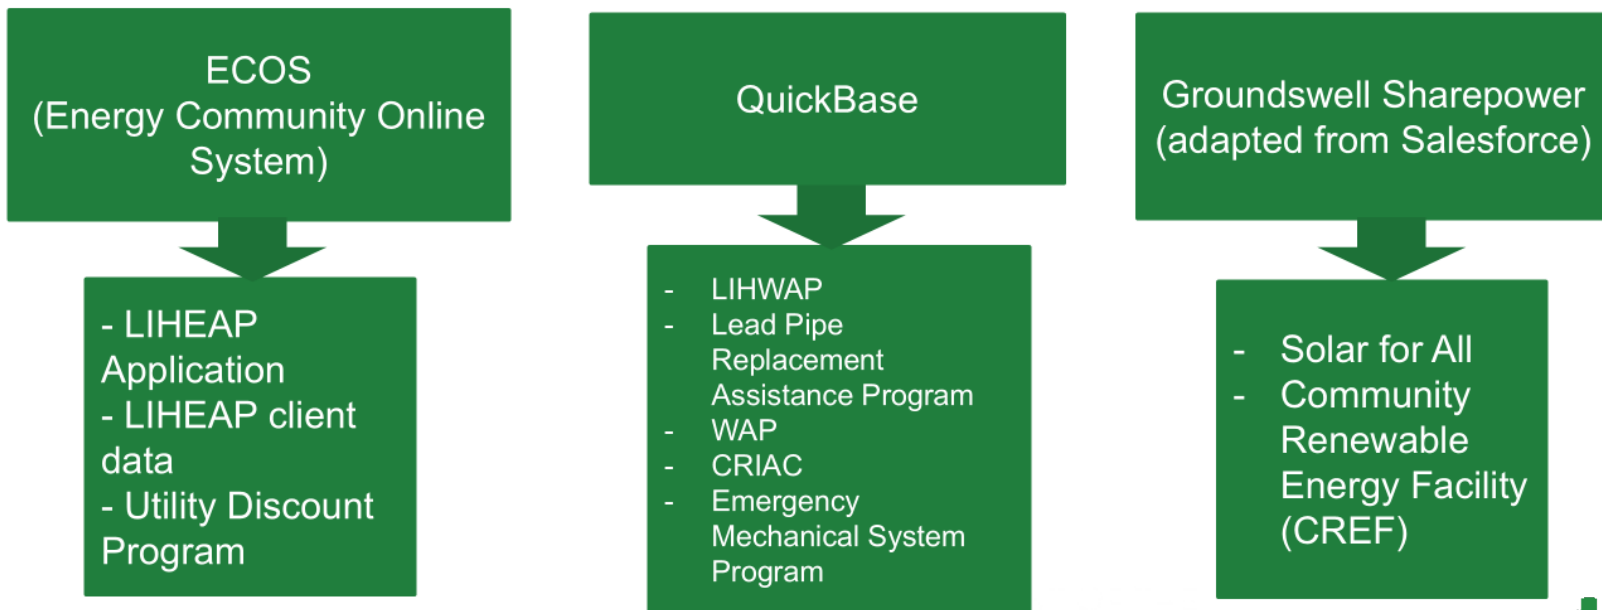 ECOS
(Energy Community Online
System)
- LIHEAP
Application
- LIHEAP client
data
- Utility Discount
Program
QuickBase
- LIHWAP
- Lead Pipe
Replacement
Assistance Program
- WAP
- CRIAC
- Emergency
Mechanical System
Program
Groundswell Sharepower
(adapted from Salesforce)
- Solar for All
- Community
Renewable
Energy Facility
(CREF)